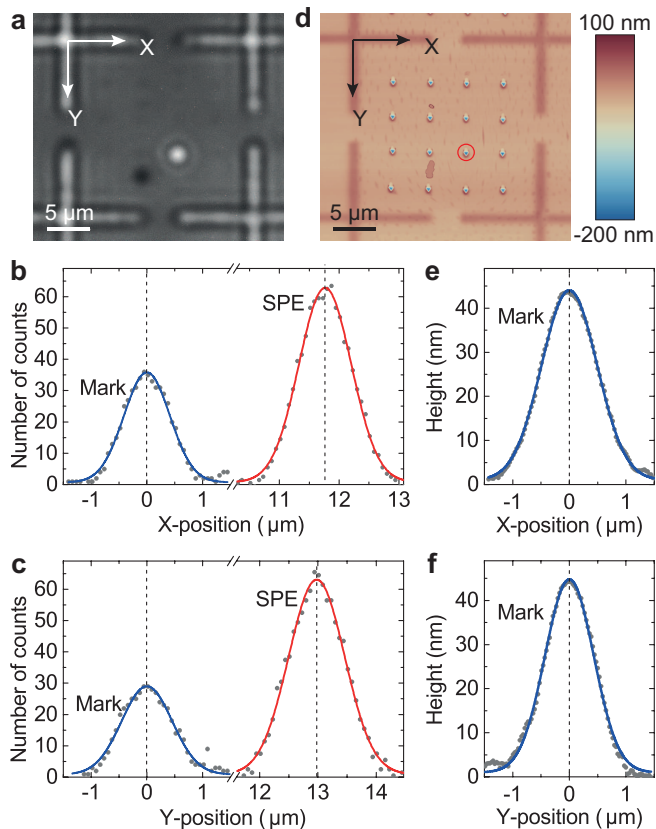 a
X
Y
5 µm
d
X
Y
5 µm
100 nm
-200 nm
b
Number of counts
60
50
40
30
20
10
0
Mark
SPE
-1 0 1 11 12 13
X-position (µm)
e
Height (nm)
40
30
20
10
0
Mark
-1 0 1
X-position (µm)
c
Number of counts
60
50
40
30
20
10
0
Mark
SPE
-1 0 1 12 13 14
Y-position (µm)
f
Height (nm)
40
30
20
10
0
Mark
-1 0 1
Y-position (µm)